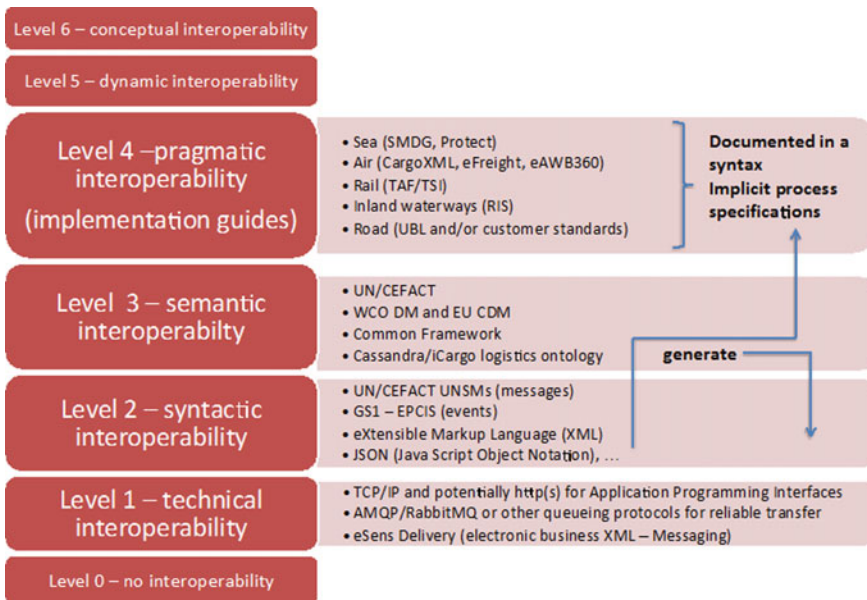 Level 6 – conceptual interoperability
Level 5 – dynamic interoperability
Level 4 –pragmatic
interoperability
(implementation guides)
• Sea (SMDG, Protect)
• Air (CargoXML, eFreight, eAWB360)
• Rail (TAF/TSI)
• Inland waterways (RIS)
• Road (UBL and/or customer standards)
Documented in a
syntax
Implicit process
specifications
Level 3 – semantic
interoperabilty
• UN/CEFACT
• WCO DM and EU CDM
• Common Framework
• Cassandra/iCargo logistics ontology
generate
Level 2 – syntactic
interoperability
• UN/CEFACT UNSMs (messages)
• GS1 – EPCIS (events)
• eXtensible Markup Language (XML)
• JSON (Java Script Object Notation), ...
Level 1 – technical
interoperability
• TCP/IP and potentially http(s) for Application Programming Interfaces
• AMQP/RabbitMQ or other queueing protocols for reliable transfer
• eSens Delivery (electronic business XML – Messaging)
Level 0 – no interoperability